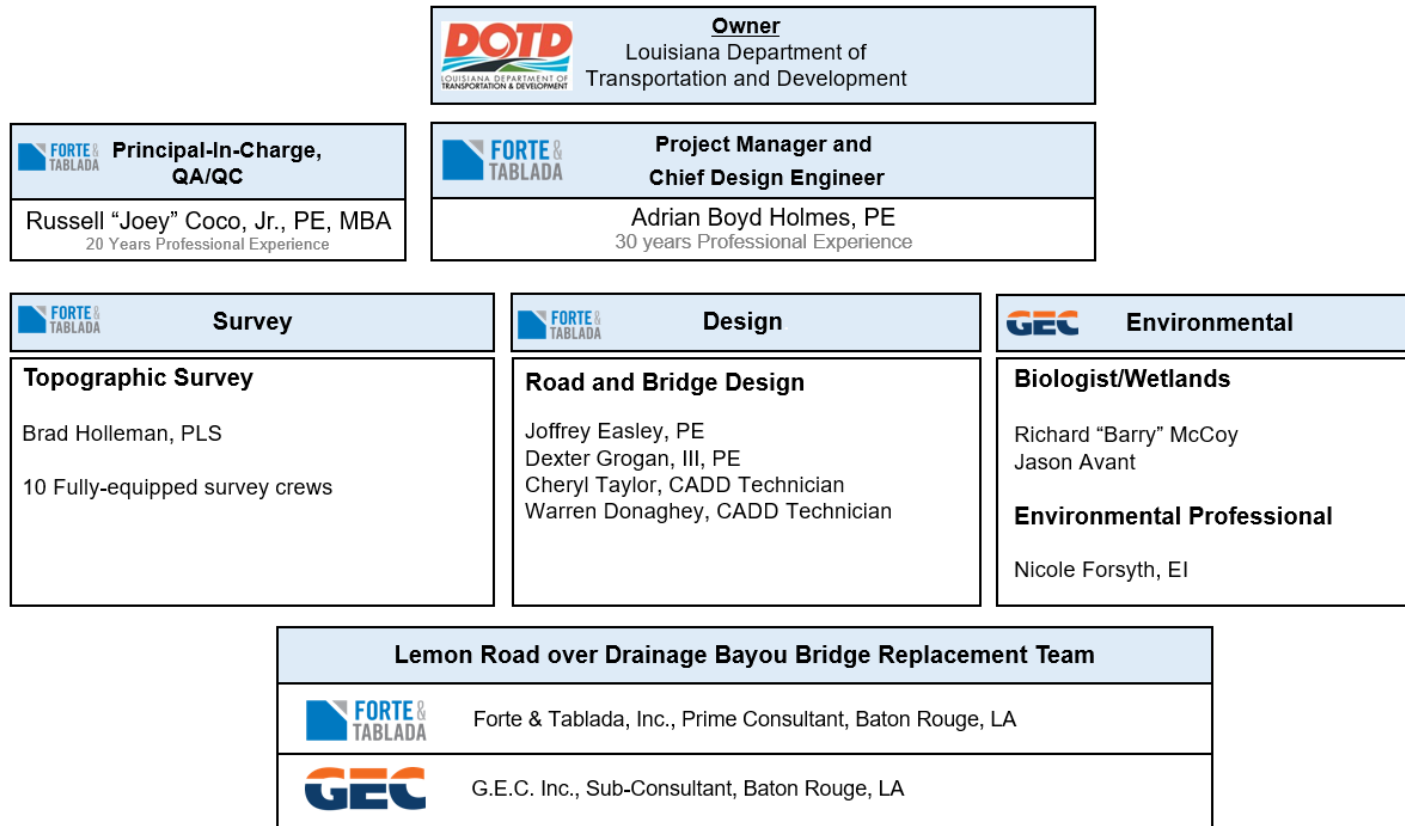 DOTD
LOUISIANA DEPARTMENT OF
TRANSPORTATION & DEVELOPMENT
Owner
Louisiana Department of
Transportation and Development
FORTE &
TABLADA
Principal-In-Charge,
QA/QC
Russell “Joey” Coco, Jr., PE, MBA
20 Years Professional Experience
FORTE &
TABLADA
Project Manager and
Chief Design Engineer
Adrian Boyd Holmes, PE
30 years Professional Experience
FORTE &
TABLADA
Survey
Topographic Survey
Brad Holleman, PLS
10 Fully-equipped survey crews
FORTE &
TABLADA
Design
Road and Bridge Design
Joffrey Easley, PE
Dexter Grogan, III, PE
Cheryl Taylor, CADD Technician
Warren Donaghey, CADD Technician
GEC
Environmental
Biologist/Wetlands
Richard “Barry” McCoy
Jason Avant
Environmental Professional
Nicole Forsyth, EI
Lemon Road over Drainage Bayou Bridge Replacement Team
FORTE &
TABLADA
Forte & Tablada, Inc., Prime Consultant, Baton Rouge, LA
GEC
G.E.C. Inc., Sub-Consultant, Baton Rouge, LA